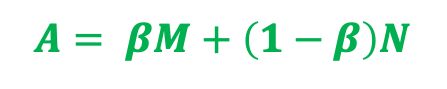 A = βM + (1 − β)N